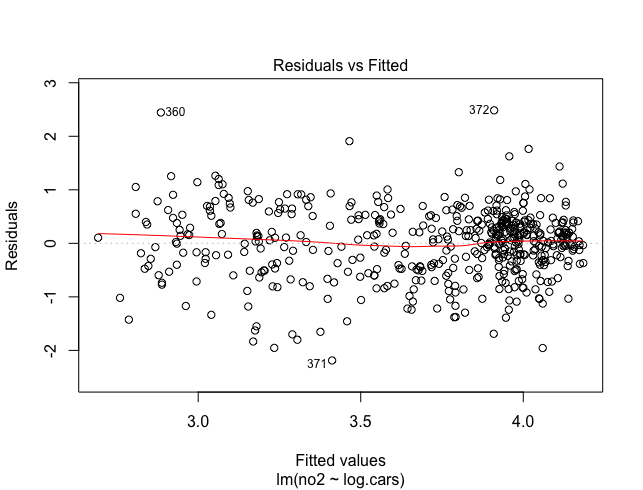 Residuals vs Fitted
3
2
1
0
-1
-2
Residuals
360
372
371
3.0 3.5 4.0
Fitted values
lm(no2 ~ log.cars)